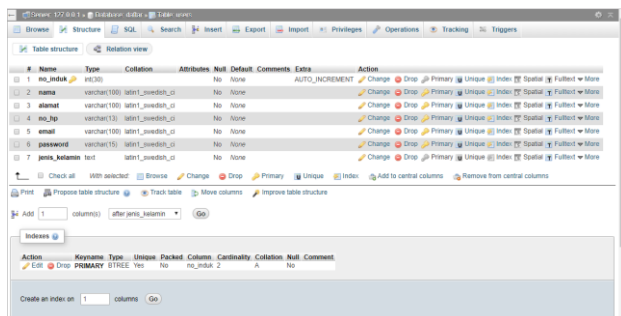 Server: 127.0.0.1 » Database: daftar » Table: users
Browse Structure SQL Search Insert Export Import Privileges Operations Tracking Triggers
Table structure Relation view
# Name Type Collation Attributes Null Default Comments Extra Action
1 no_induk int(30) No None AUTO_INCREMENT Change Drop Primary Unique Index Spatial Fulltext More
2 nama varchar(100) latin1_swedish_ci No None Change Drop Primary Unique Index Spatial Fulltext More
3 alamat varchar(100) latin1_swedish_ci No None Change Drop Primary Unique Index Spatial Fulltext More
4 no_hp varchar(13) latin1_swedish_ci No None Change Drop Primary Unique Index Spatial Fulltext More
5 email varchar(100) latin1_swedish_ci No None Change Drop Primary Unique Index Spatial Fulltext More
6 password varchar(15) latin1_swedish_ci No None Change Drop Primary Unique Index Spatial Fulltext More
7 jenis_kelamin text latin1_swedish_ci No None Change Drop Primary Unique Index Spatial Fulltext More
Check all With selected: Browse Change Drop Primary Unique Index Add to central columns Remove from central columns
Print Propose table structure Track table Move columns Improve table structure
Add 1 column(s) after jenis_kelamin Go
Indexes
Action Keyname Type Unique Packed Column Cardinality Collation Null Comment
Edit Drop PRIMARY BTREE Yes No no_induk 2 A No
Create an index on 1 columns Go